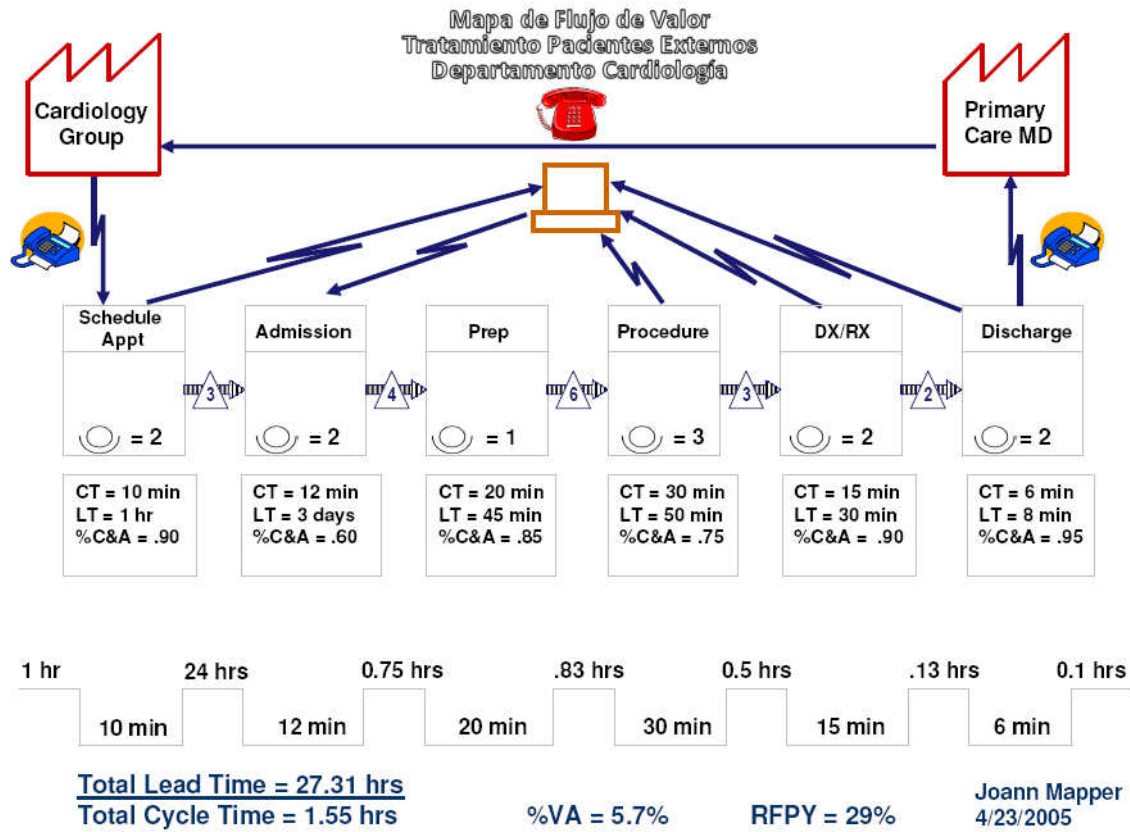 Mapa de Flujo de Valor
Tratamiento Pacientes Externos
Departamento Cardiología
Cardiology
Group
Primary
Care MD
Schedule
Appt
Admission
Prep
Procedure
DX/RX
Discharge
3
4
6
3
2
= 2
= 2
= 1
= 3
= 2
= 2
CT = 10 min
LT = 1 hr
%C&A = .90
CT = 12 min
LT = 3 days
%C&A = .60
CT = 20 min
LT = 45 min
%C&A = .85
CT = 30 min
LT = 50 min
%C&A = .75
CT = 15 min
LT = 30 min
%C&A = .90
CT = 6 min
LT = 8 min
%C&A = .95
1 hr
24 hrs
0.75 hrs
.83 hrs
0.5 hrs
.13 hrs
0.1 hrs
10 min
12 min
20 min
30 min
15 min
6 min
Total Lead Time = 27.31 hrs
Total Cycle Time = 1.55 hrs
%VA = 5.7%
RFPY = 29%
Joann Mapper
4/23/2005